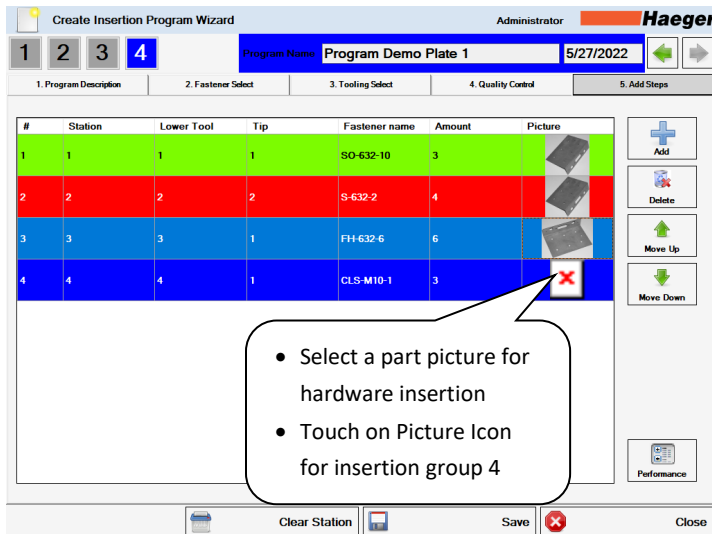 Create Insertion Program Wizard Administrator Haeger
1 2 3 4 Program Name Program Demo Plate 1 5/27/2022
1. Program Description 2. Fastener Select 3. Tooling Select 4. Quality Control 5. Add Steps
# Station Lower Tool Tip Fastener name Amount Picture
1 1 1 1 SO-632-10 3
2 2 2 2 S-632-2 4
3 3 3 1 FH-632-6 6
4 4 4 1 CLS-M10-1 3
Add
Delete
Move Up
Move Down
• Select a part picture for
hardware insertion
• Touch on Picture Icon
for insertion group 4
Performance
Clear Station Save Close